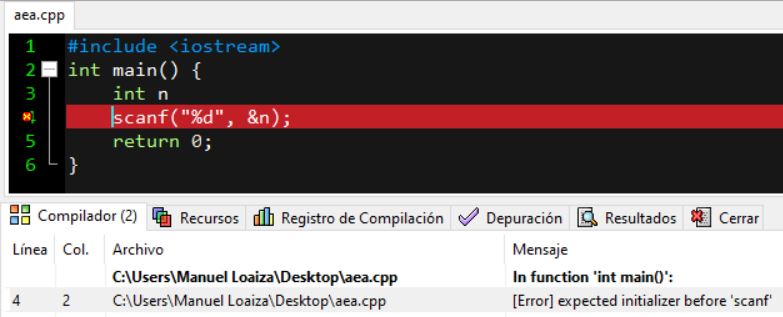 aea.cpp
1 #include <iostream>
2 int main() {
3 int n
4 scanf("%d", &n);
5 return 0;
6 }
Compilador (2) Recursos Registro de Compilación Depuración Resultados Cerrar
Línea Col. Archivo Mensaje
C:\Users\Manuel Loaiza\Desktop\aea.cpp In function 'int main()':
4 2 C:\Users\Manuel Loaiza\Desktop\aea.cpp [Error] expected initializer before 'scanf'